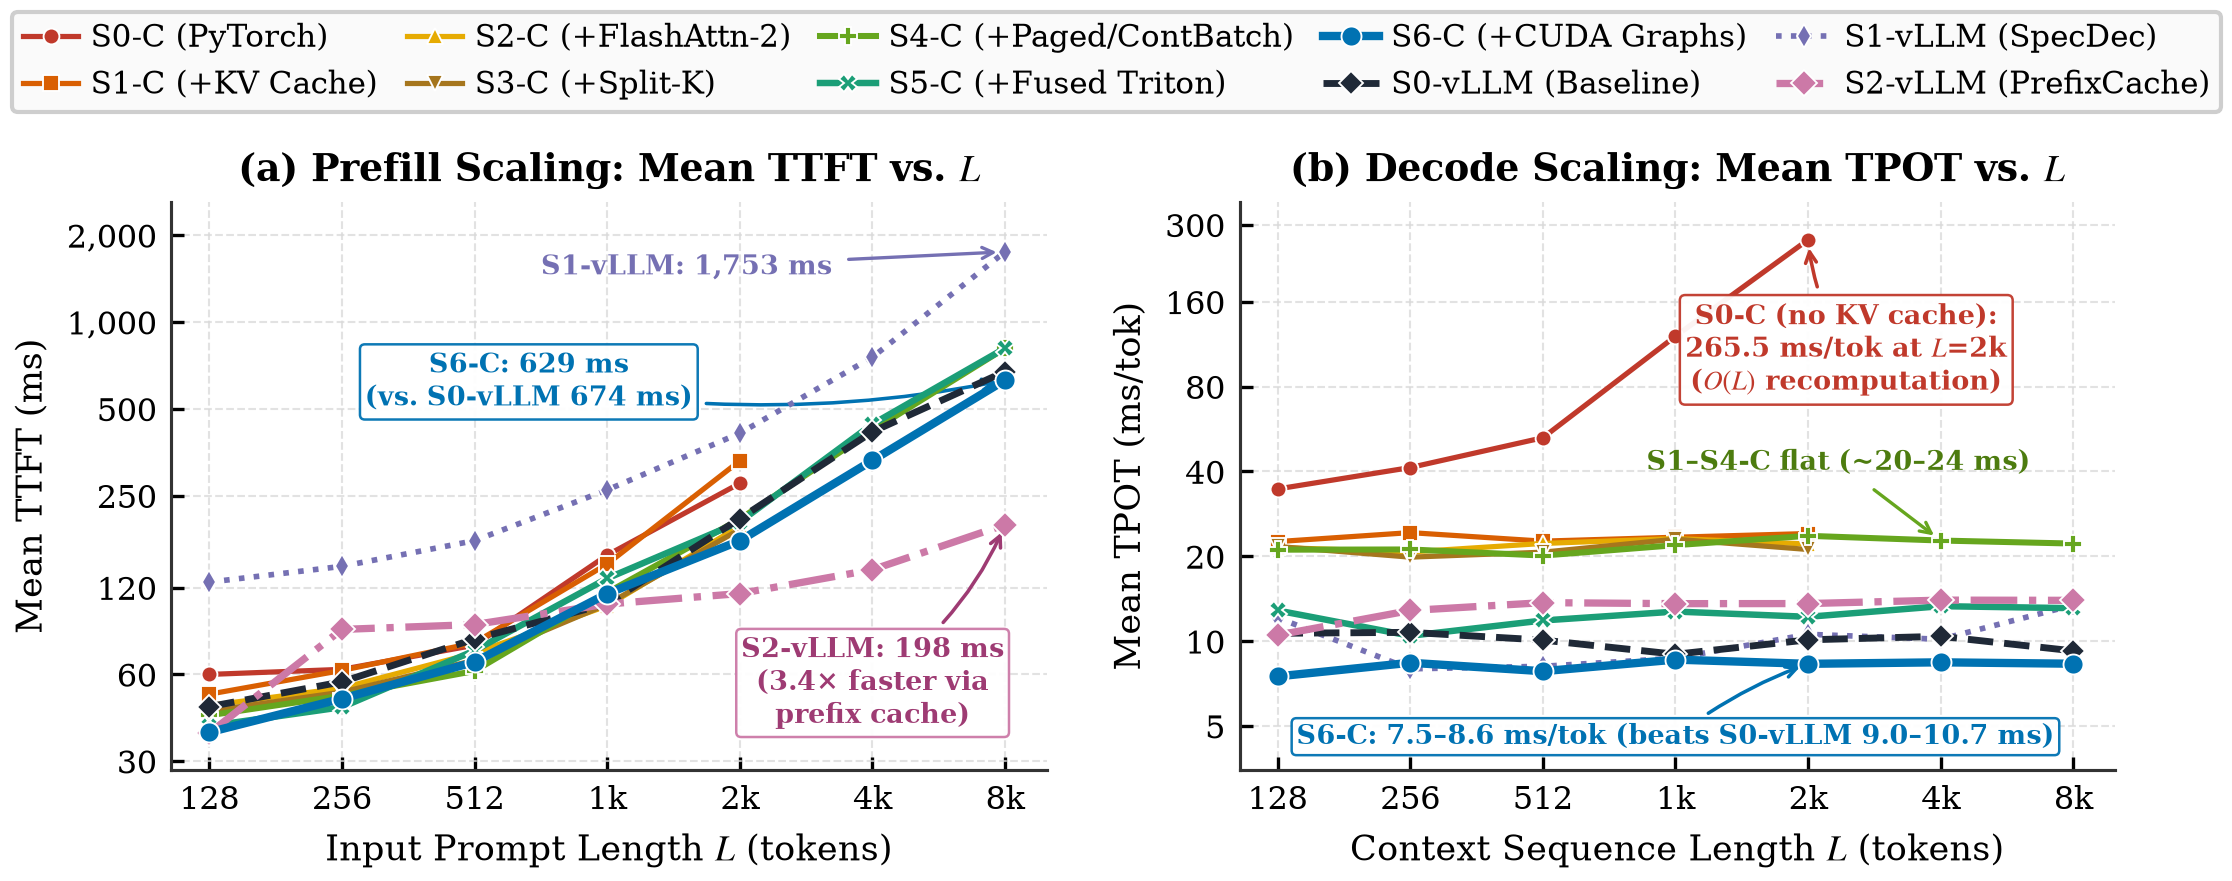 S0-C (PyTorch)
S1-C (+KV Cache)
S2-C (+FlashAttn-2)
S3-C (+Split-K)
S4-C (+Paged/ContBatch)
S5-C (+Fused Triton)
S6-C (+CUDA Graphs)
S0-vLLM (Baseline)
S1-vLLM (SpecDec)
S2-vLLM (PrefixCache)
(a) Prefill Scaling: Mean TTFT vs. L
Mean TTFT (ms)
2,000
1,000
500
250
120
60
30
S1-vLLM: 1,753 ms
S6-C: 629 ms
(vs. S0-vLLM 674 ms)
S2-vLLM: 198 ms
(3.4× faster via
prefix cache)
128
256
512
1k
2k
4k
8k
Input Prompt Length L (tokens)
(b) Decode Scaling: Mean TPOT vs. L
Mean TPOT (ms/tok)
300
160
80
40
20
10
5
S0-C (no KV cache):
265.5 ms/tok at L=2k
(O(L) recomputation)
S1–S4-C flat (~20–24 ms)
S6-C: 7.5–8.6 ms/tok (beats S0-vLLM 9.0–10.7 ms)
128
256
512
1k
2k
4k
8k
Context Sequence Length L (tokens)